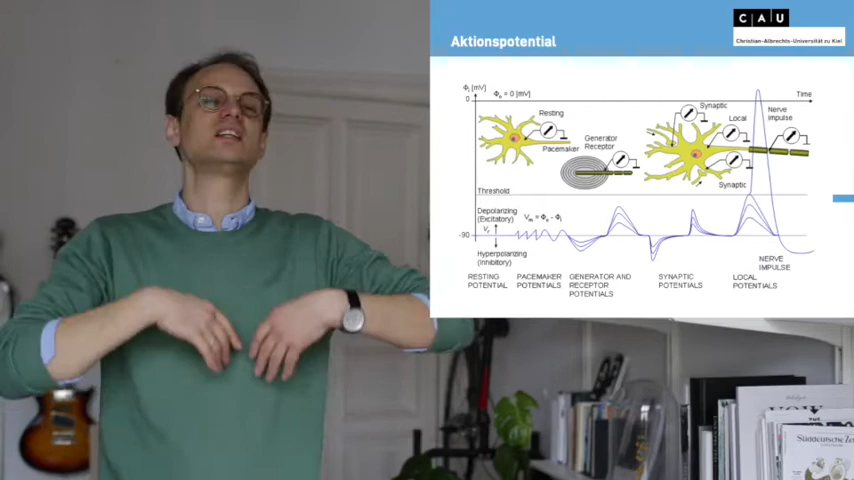 CAU
Christian-Albrechts-Universität zu Kiel
Aktionspotential
Φi [mV]
0
Φo = 0 [mV]
Time
Resting
Pacemaker
Generator
Receptor
Synaptic
Local
Nerve
Impulse
Synaptic
Threshold
Depolarizing
(Excitatory)
Vr
Vm = Φo - Φi
-90
Hyperpolarizing
(Inhibitory)
RESTING
POTENTIAL
PACEMAKER
POTENTIALS
GENERATOR AND
RECEPTOR
POTENTIALS
SYNAPTIC
POTENTIALS
LOCAL
POTENTIALS
NERVE
IMPULSE
Süddeutsche Zei